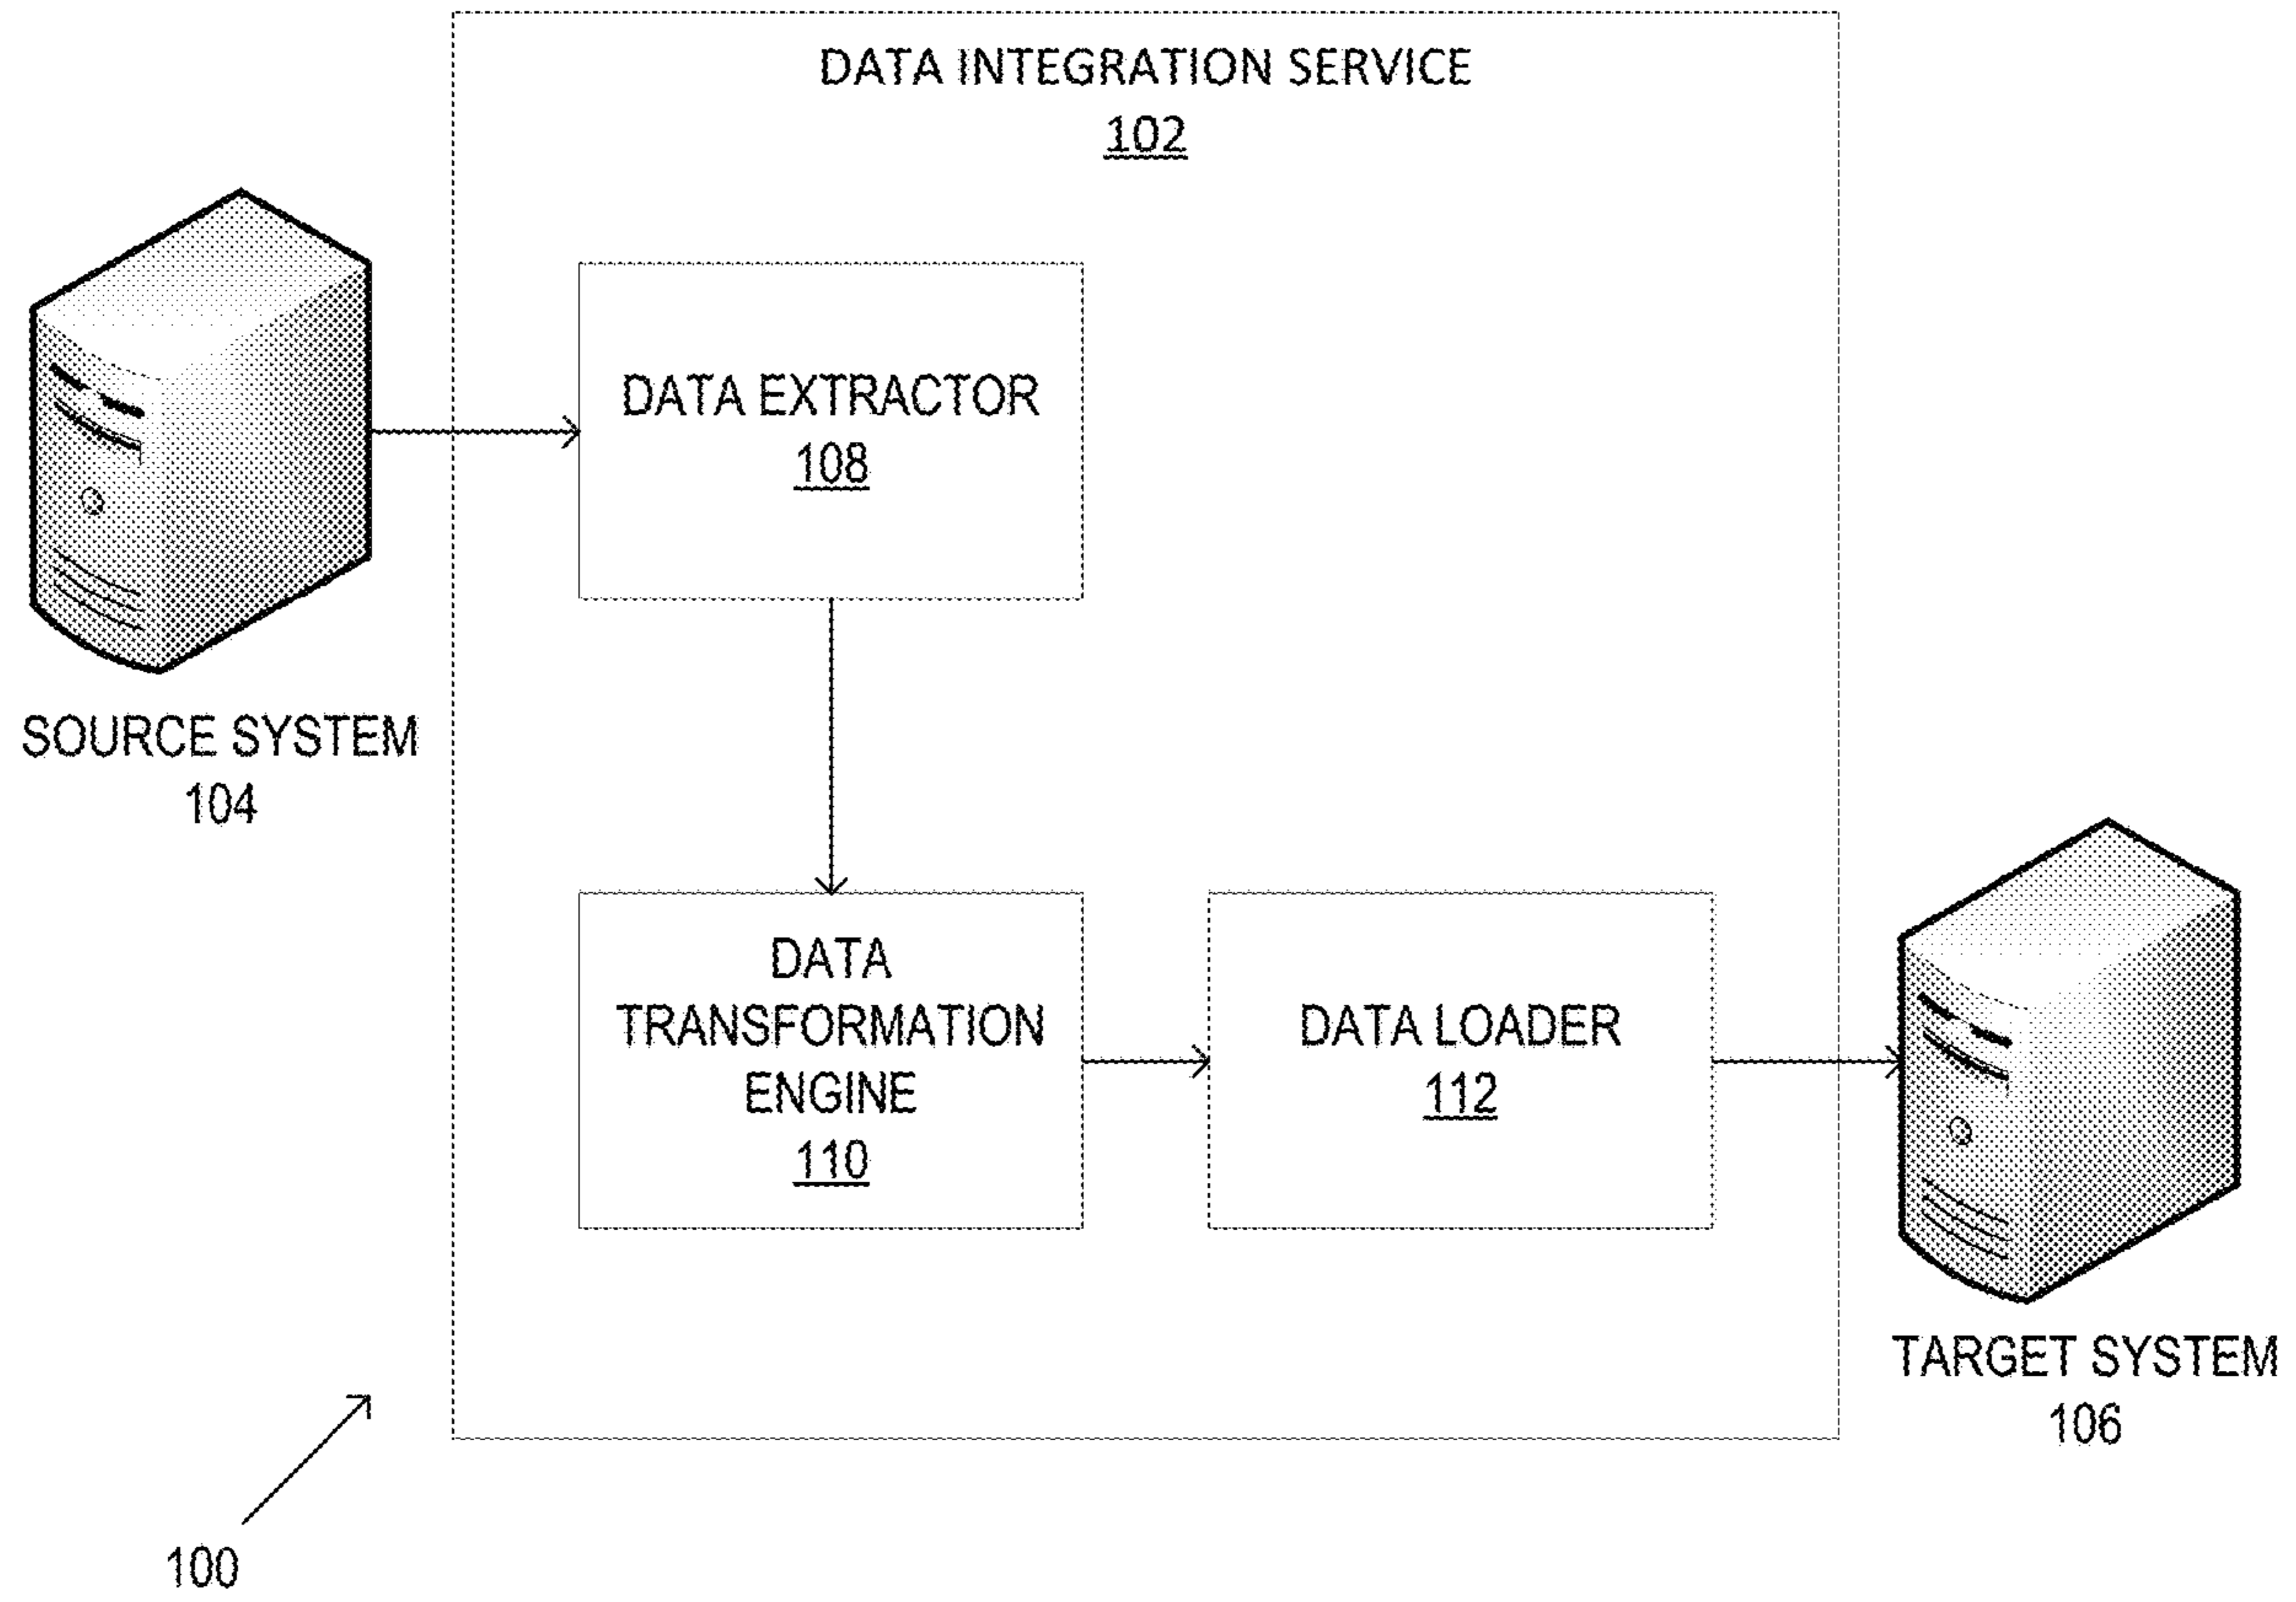 DATA INTEGRATION SERVICE
102
DATA EXTRACTOR
108
SOURCE SYSTEM
104
DATA
TRANSFORMATION
ENGINE
110
DATA LOADER
112
TARGET SYSTEM
106
100